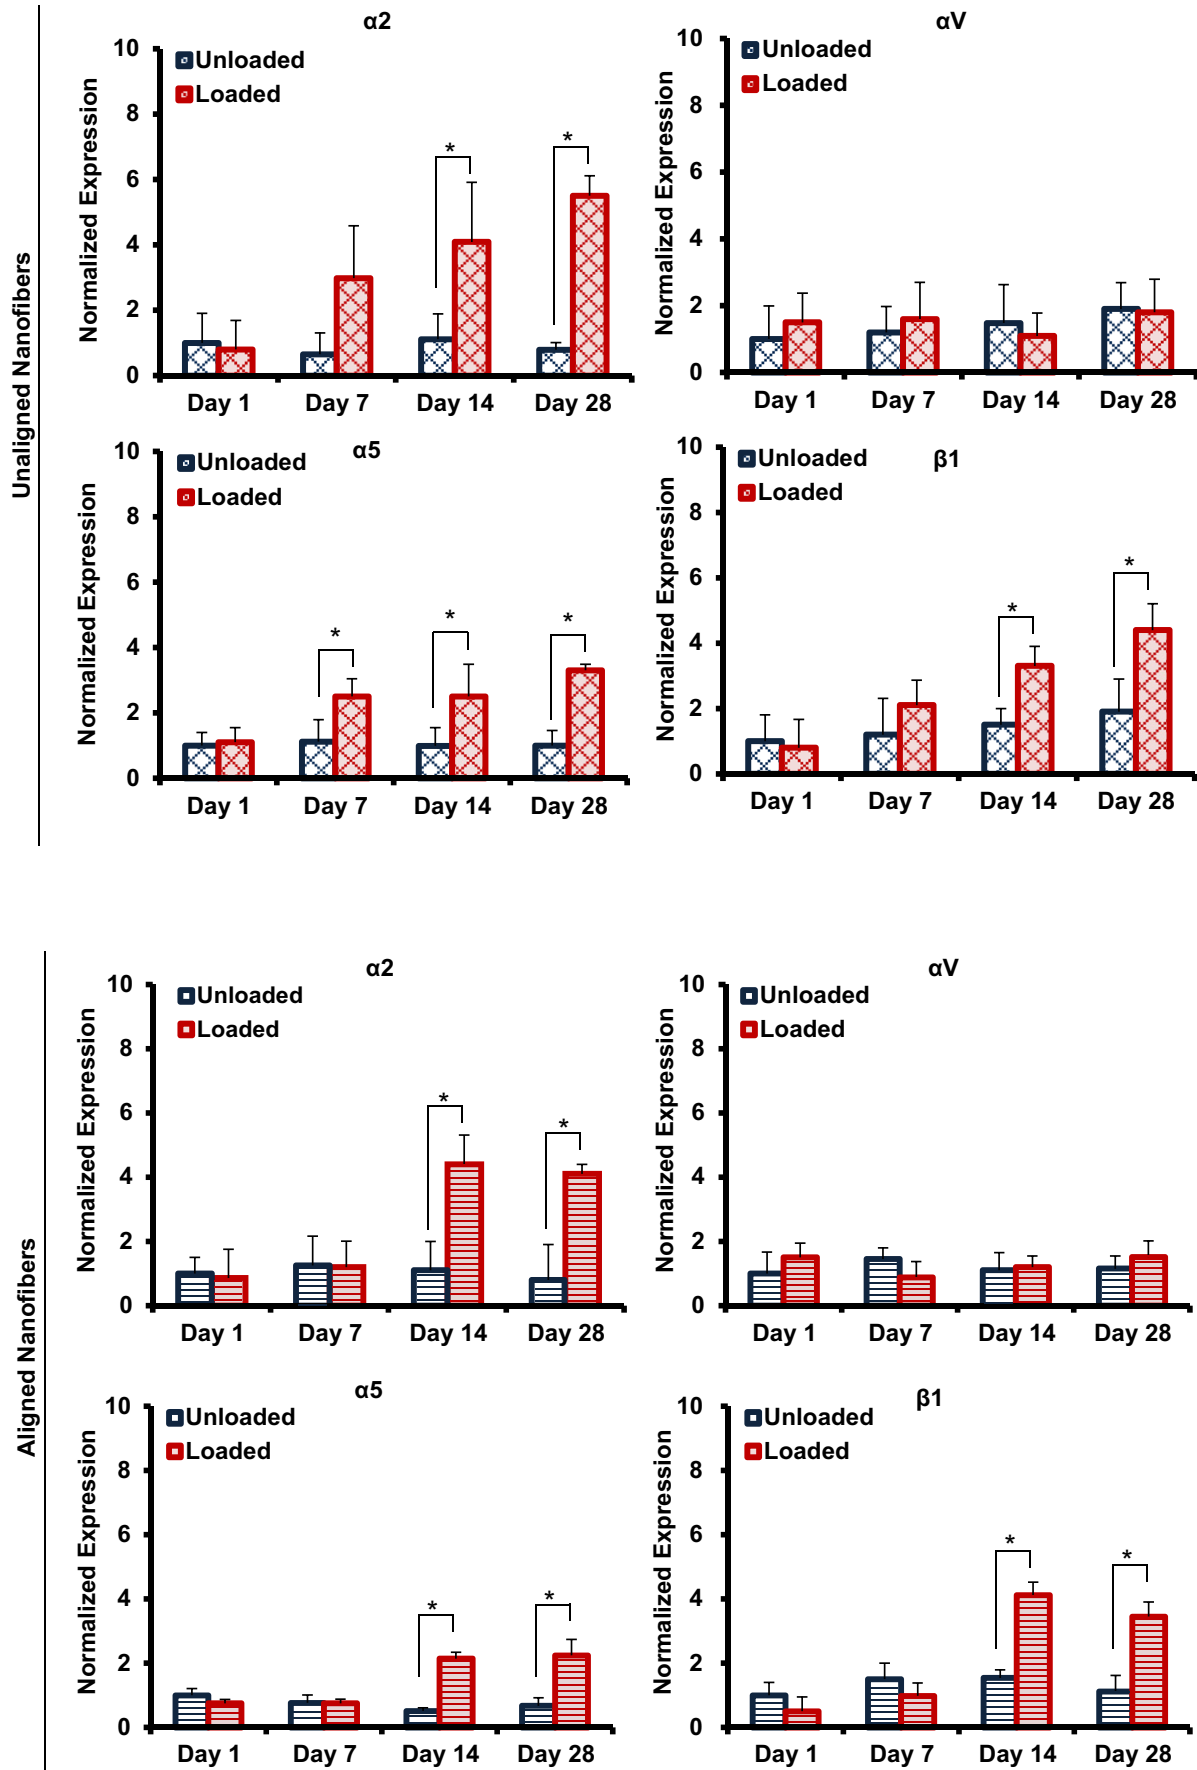 Unaligned Nanofibers
α2
Normalized Expression
10
8
6
4
2
0
Unloaded
Loaded
*
*
Day 1
Day 7
Day 14
Day 28
αV
Normalized Expression
10
8
6
4
2
0
Unloaded
Loaded
Day 1
Day 7
Day 14
Day 28
α5
Normalized Expression
10
8
6
4
2
0
Unloaded
Loaded
*
*
*
Day 1
Day 7
Day 14
Day 28
β1
Normalized Expression
10
8
6
4
2
0
Unloaded
Loaded
*
*
Day 1
Day 7
Day 14
Day 28
Aligned Nanofibers
α2
Normalized Expression
10
8
6
4
2
0
Unloaded
Loaded
*
*
Day 1
Day 7
Day 14
Day 28
αV
Normalized Expression
10
8
6
4
2
0
Unloaded
Loaded
Day 1
Day 7
Day 14
Day 28
α5
Normalized Expression
10
8
6
4
2
0
Unloaded
Loaded
*
*
Day 1
Day 7
Day 14
Day 28
β1
Normalized Expression
10
8
6
4
2
0
Unloaded
Loaded
*
*
Day 1
Day 7
Day 14
Day 28